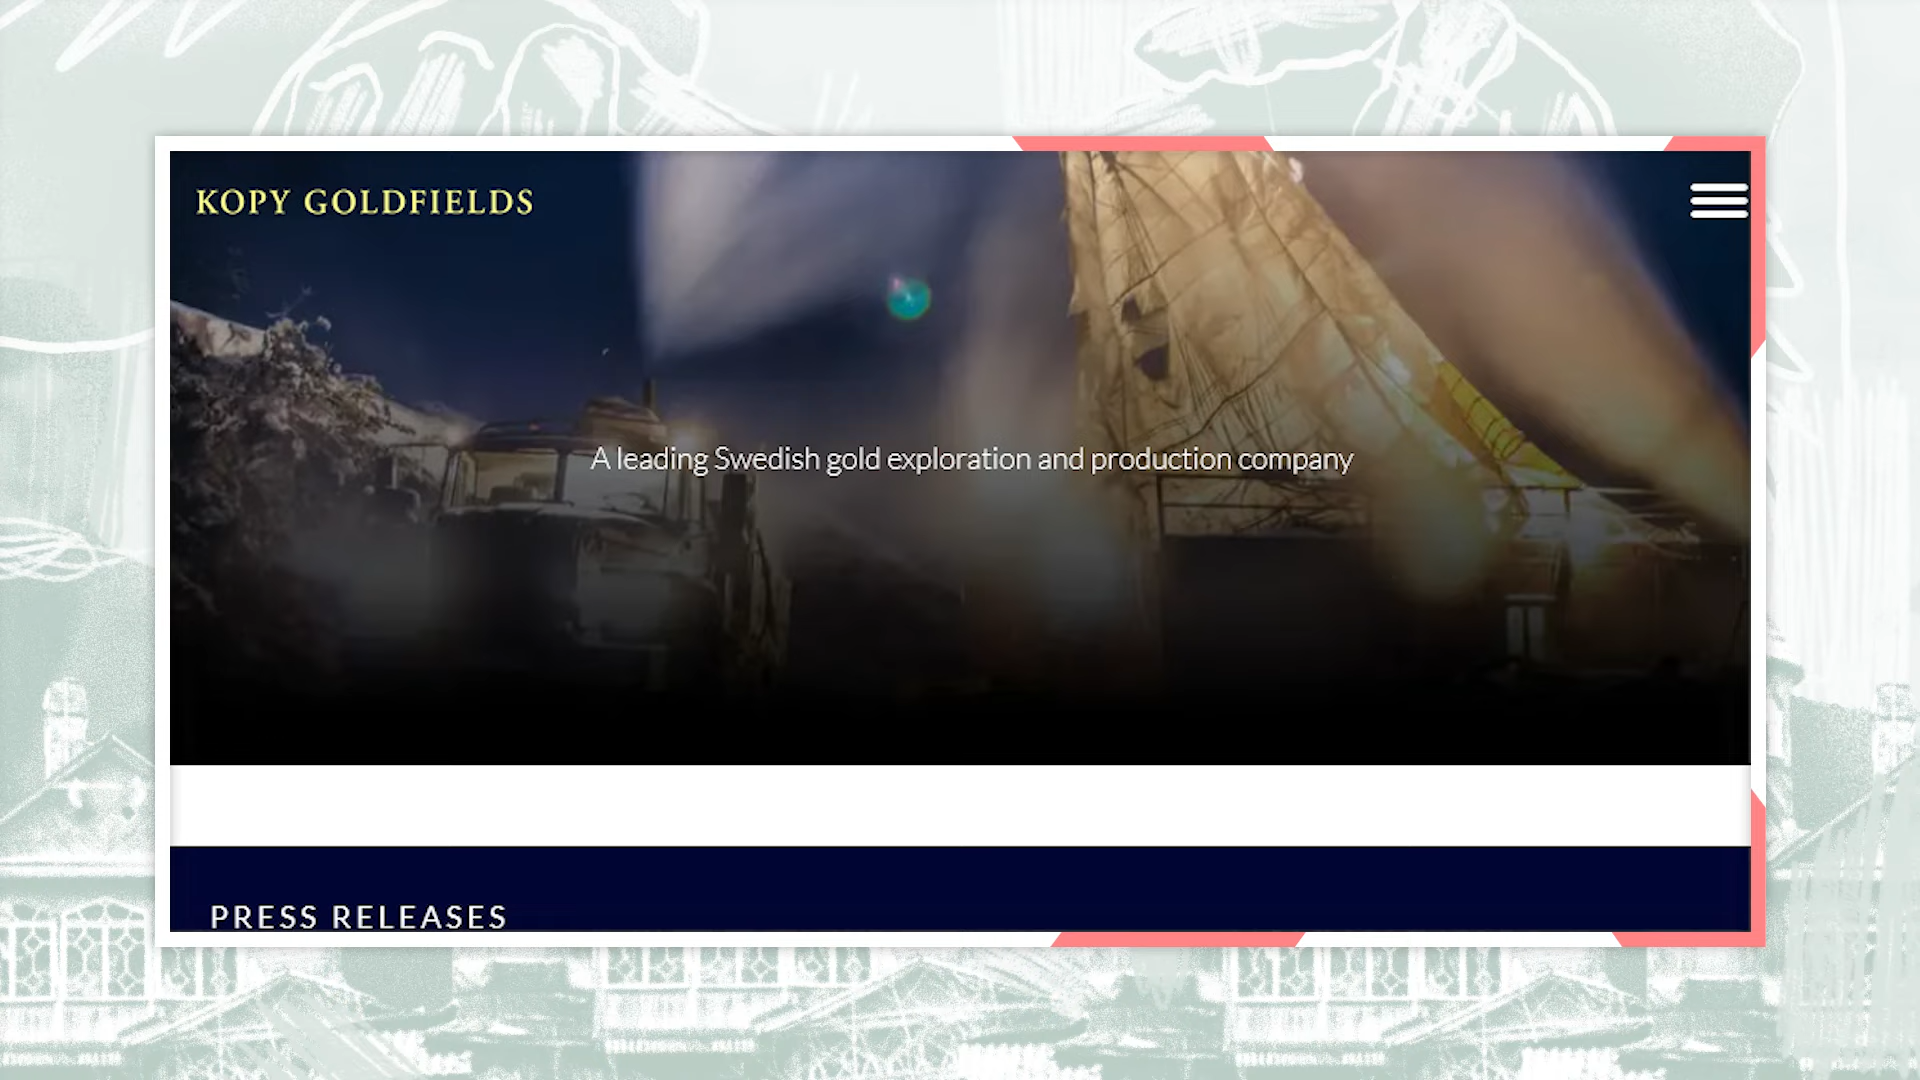 KOPY GOLDFIELDS
A leading Swedish gold exploration and production company
PRESS RELEASES